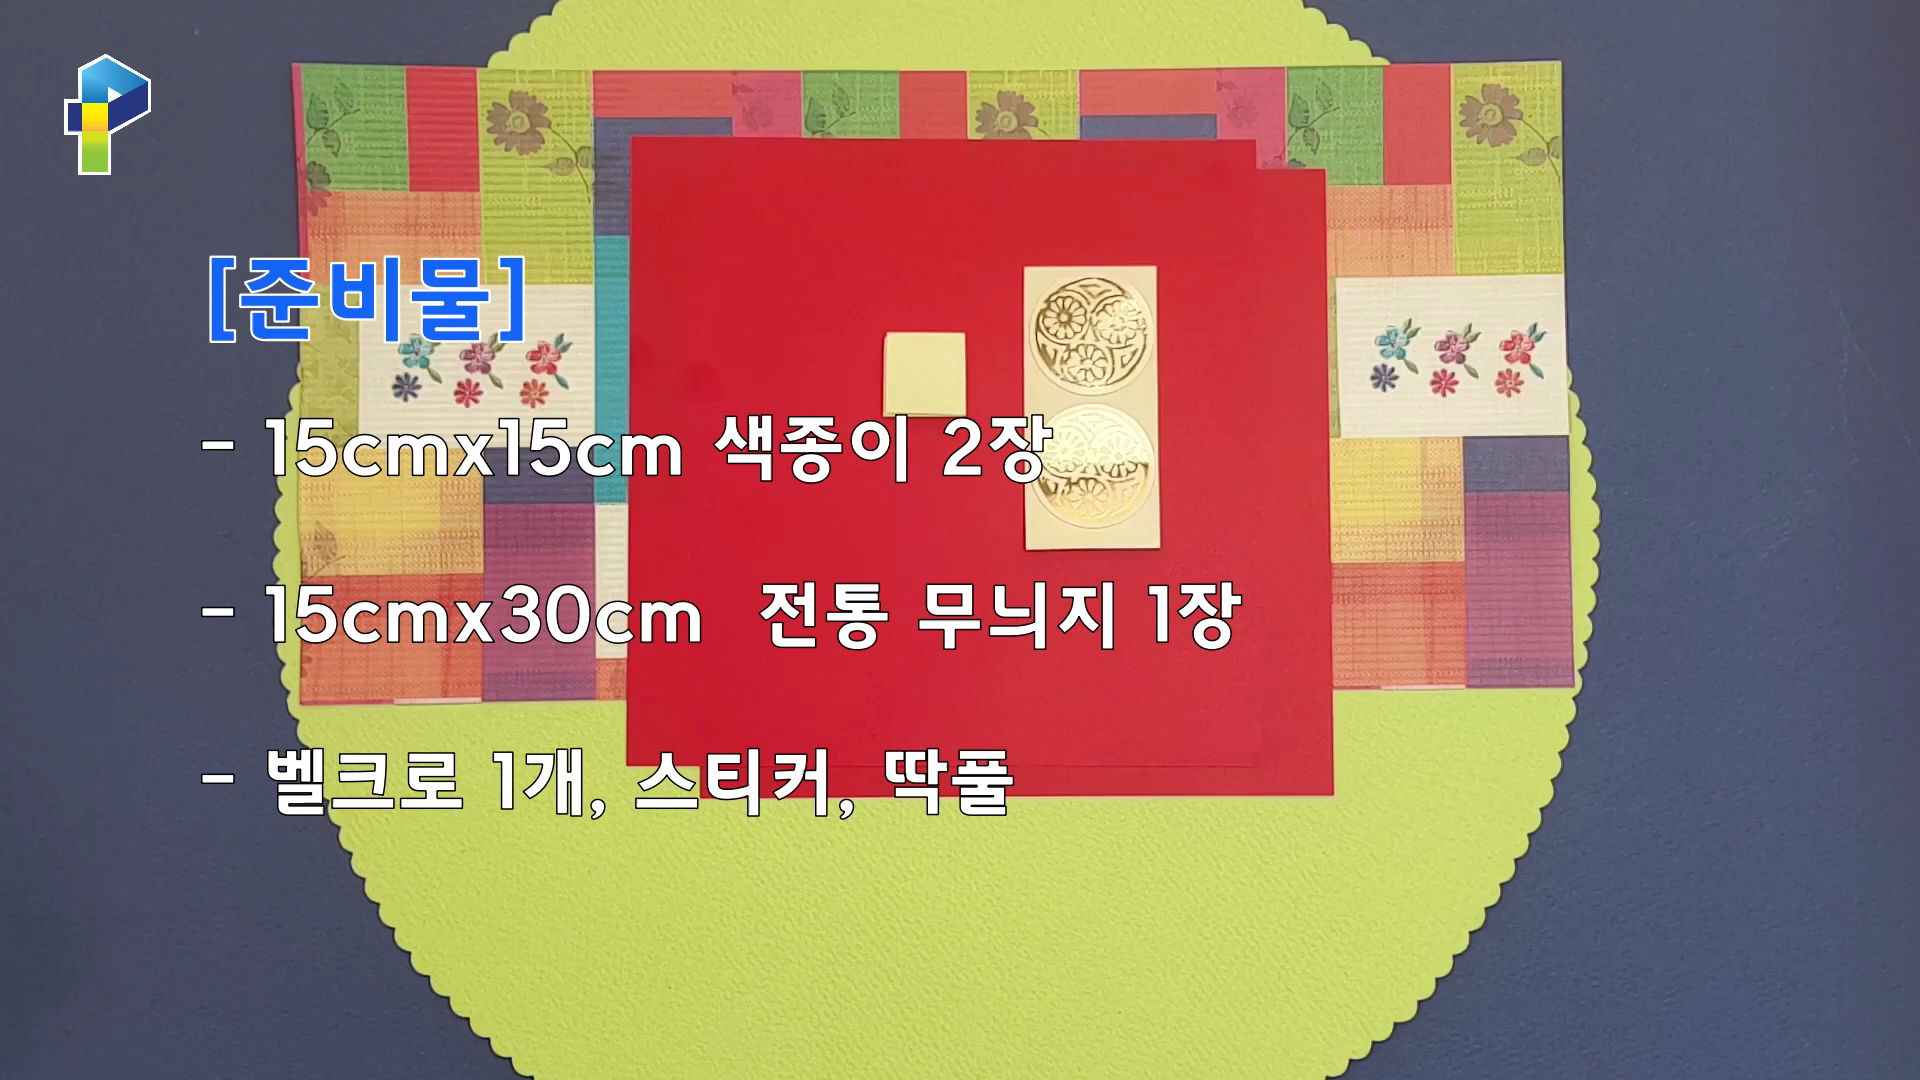 [준비물]
- 15cmx15cm 색종이 2장
- 15cmx30cm 전통 무늬지 1장
- 벨크로 1개, 스티커, 딱풀